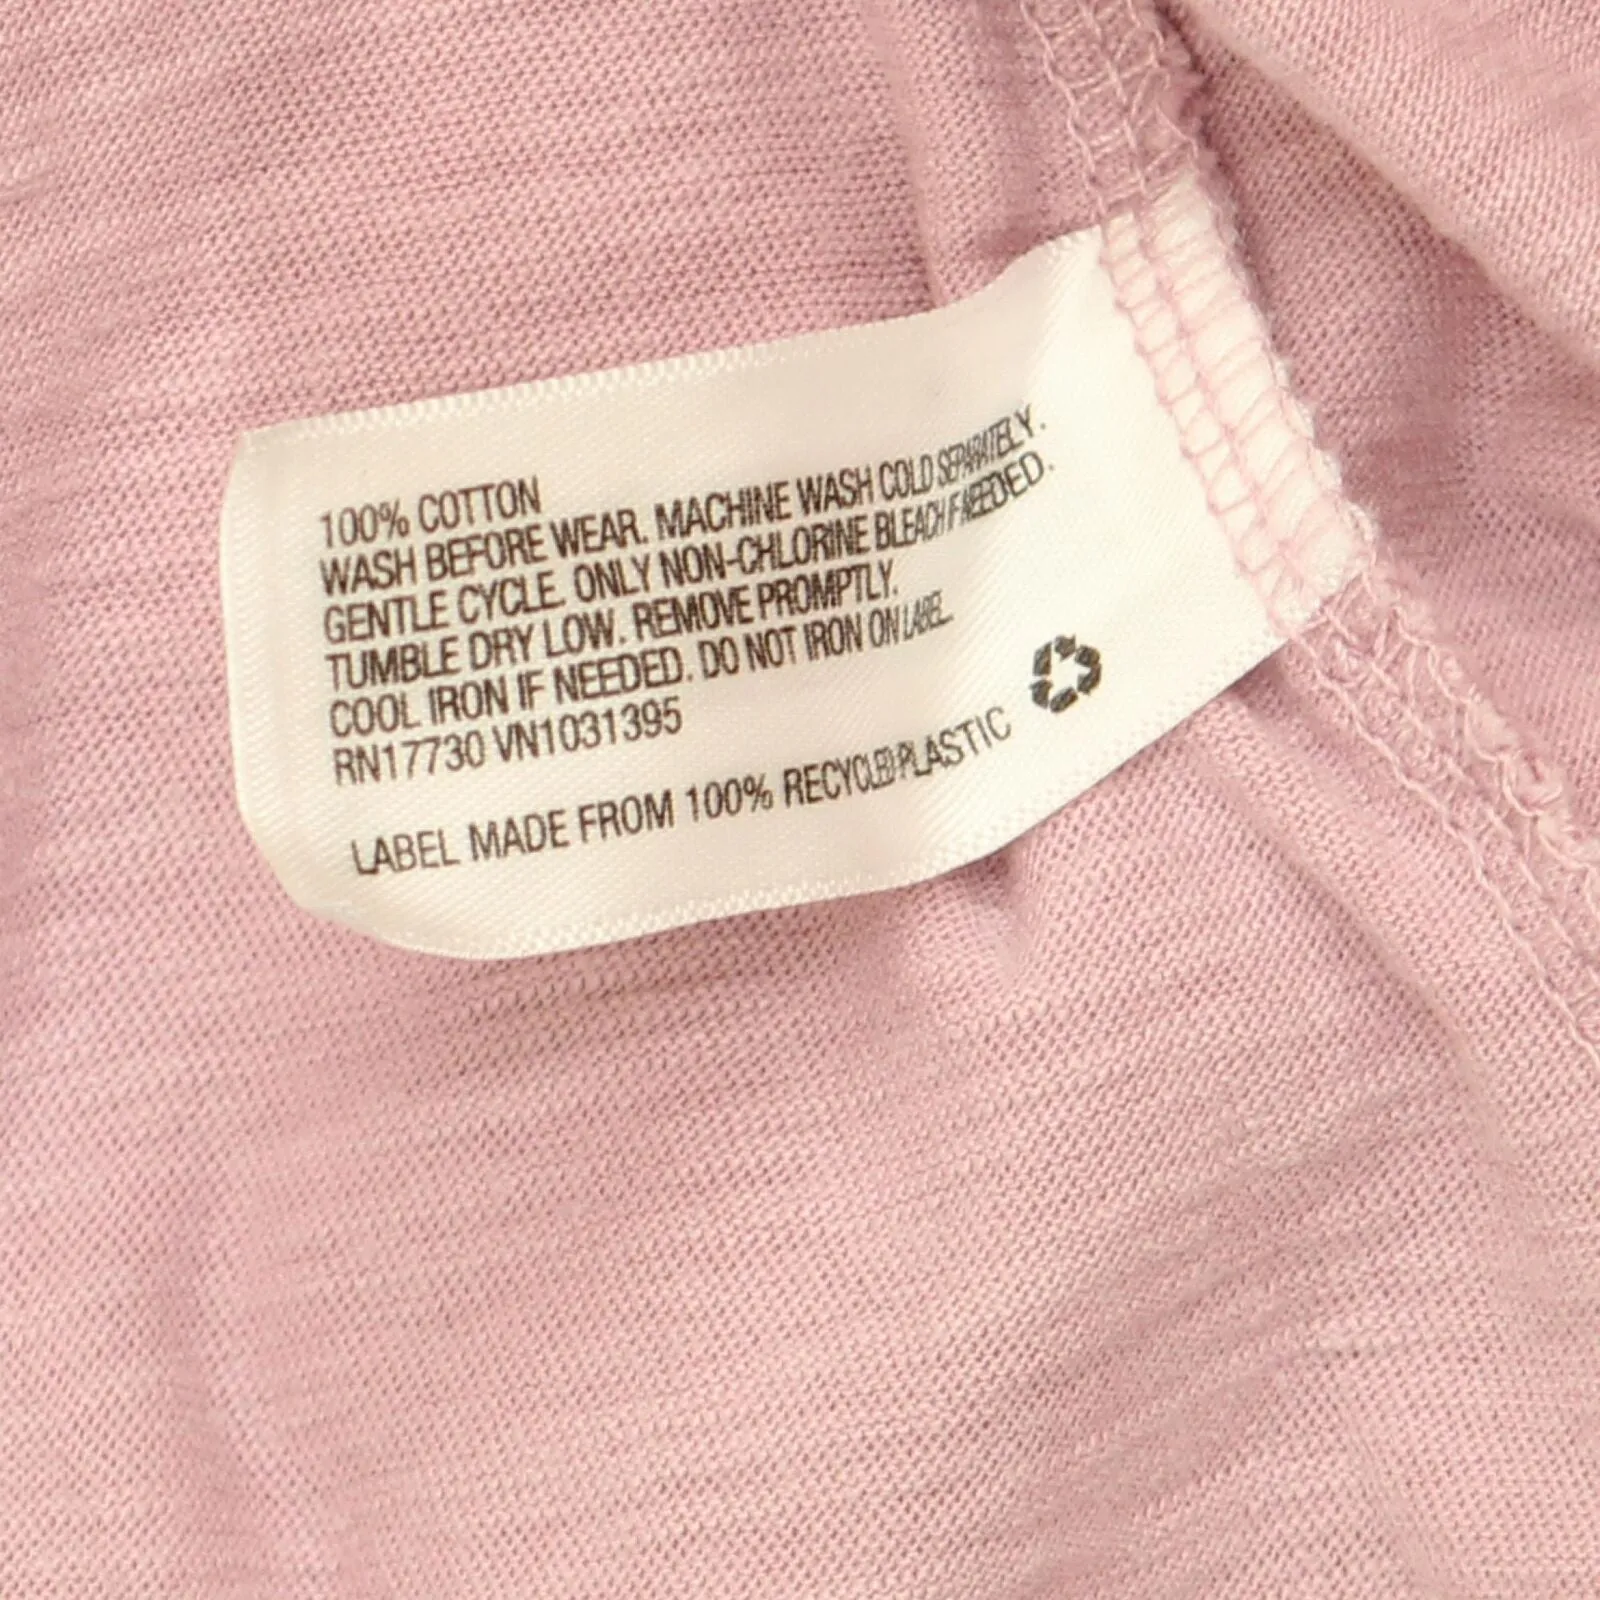 100% COTTON
WASH BEFORE WEAR. MACHINE WASH COLD SEPARATELY.
GENTLE CYCLE. ONLY NON-CHLORINE BLEACH IF NEEDED.
TUMBLE DRY LOW. REMOVE PROMPTLY.
COOL IRON IF NEEDED. DO NOT IRON ON LABEL.
RN17730 VN1031395
LABEL MADE FROM 100% RECYCLED PLASTIC